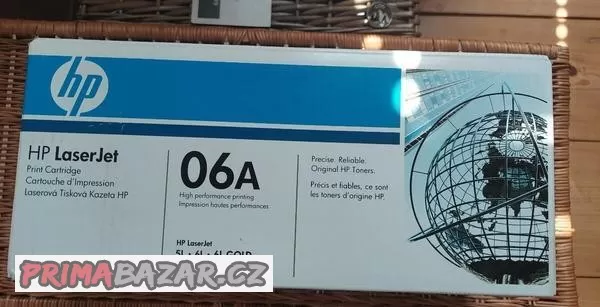 hp
HP LaserJet
Print Cartridge
Cartouche d'Impression
Laserová Tisková Kazeta HP
06A
High performance printing
Impression hautes performances
HP LaserJet
5L • 6L • 6L GOLD
Precise. Reliable.
Original HP Toners.
Précis et fiables, ce sont
les toners d'origine HP.
PRIMABAZAR.CZ